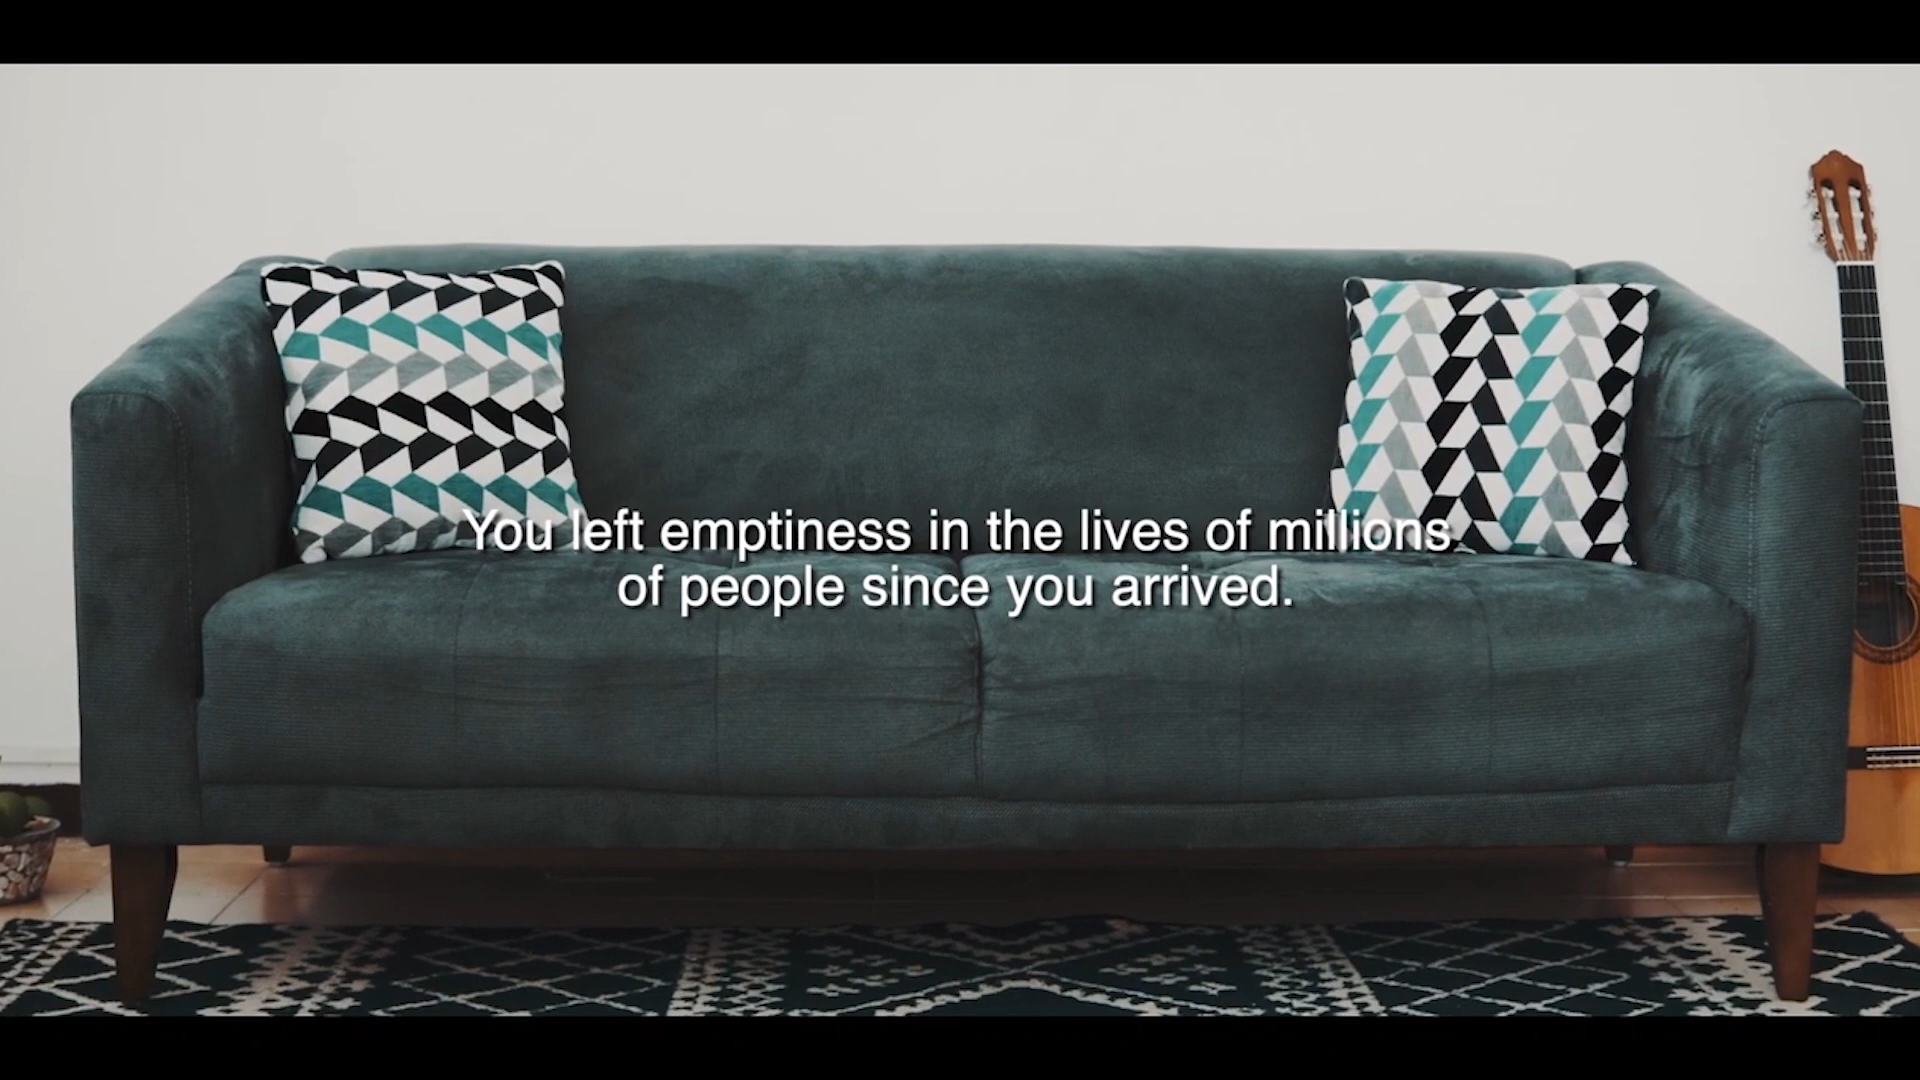 You left emptiness in the lives of millions
of people since you arrived.